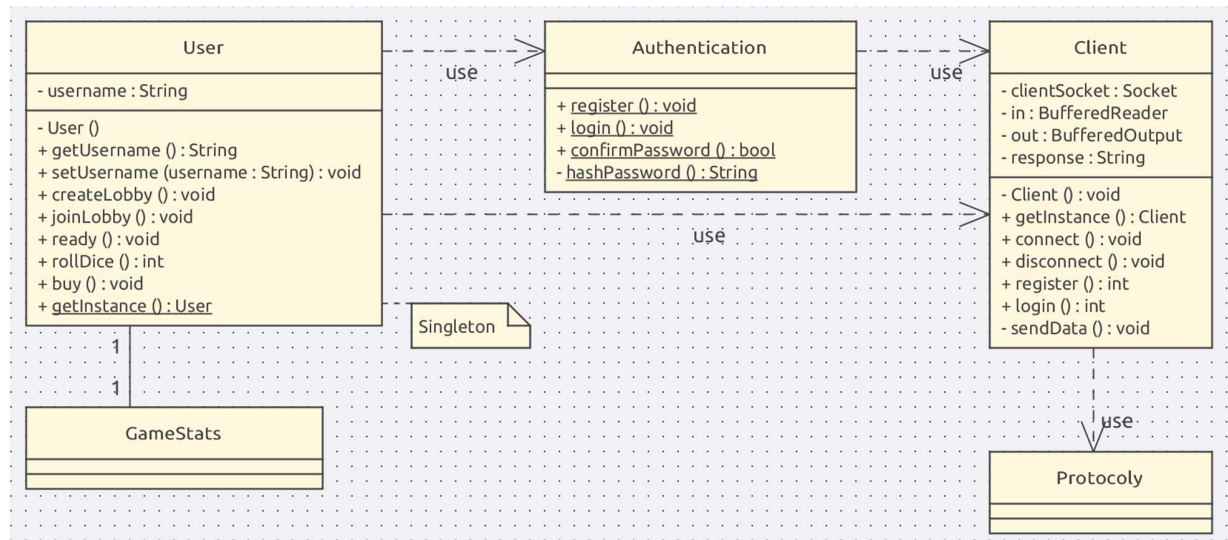 User
- username : String
- User ()
+ getUsername () : String
+ setUsername (username : String) : void
+ createLobby () : void
+ joinLobby () : void
+ ready () : void
+ rollDice () : int
+ buy () : void
+ getInstance () : User
use
Authentication
+ register () : void
+ login () : void
+ confirmPassword () : bool
- hashPassword () : String
use
Client
- clientSocket : Socket
- in : BufferedReader
- out : BufferedOutput
- response : String
- Client () : void
+ getInstance () : Client
+ connect () : void
+ disconnect () : void
+ register () : int
+ login () : int
- sendData () : void
use
Singleton
1
1
GameStats
use
Protocoly